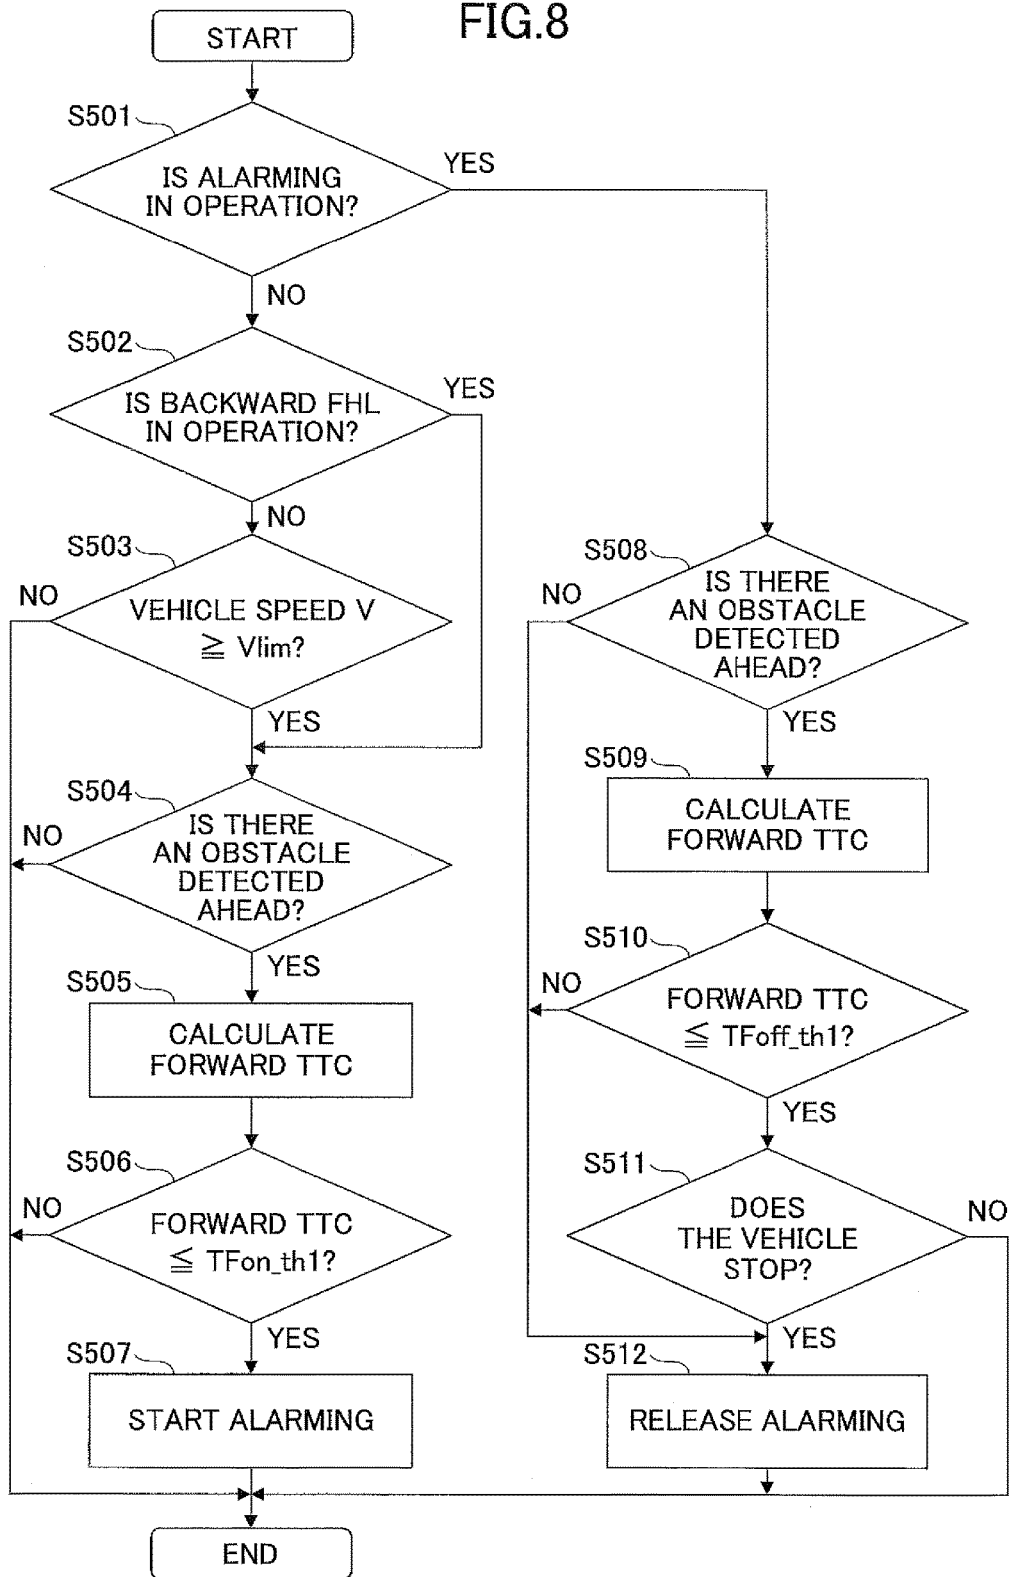 FIG.8
START
S501
IS ALARMING
IN OPERATION?
YES
NO
S502
IS BACKWARD FHL
IN OPERATION?
YES
NO
S503
VEHICLE SPEED V
≧ Vlim?
NO
YES
S504
IS THERE
AN OBSTACLE
DETECTED
AHEAD?
NO
YES
S505
CALCULATE
FORWARD TTC
S506
FORWARD TTC
≦ TFon_th1?
NO
YES
S507
START ALARMING
S508
IS THERE
AN OBSTACLE
DETECTED
AHEAD?
NO
YES
S509
CALCULATE
FORWARD TTC
S510
FORWARD TTC
≦ TFoff_th1?
NO
YES
S511
DOES
THE VEHICLE
STOP?
NO
YES
S512
RELEASE ALARMING
END